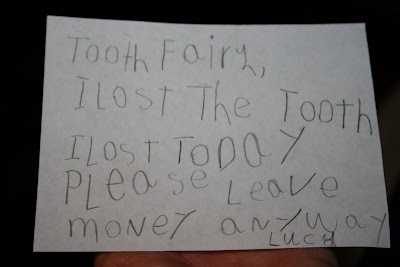 Tooth Fairy,
I Lost The Tooth
I Lost TODAY
PLease Leave
money anyway
Lucy